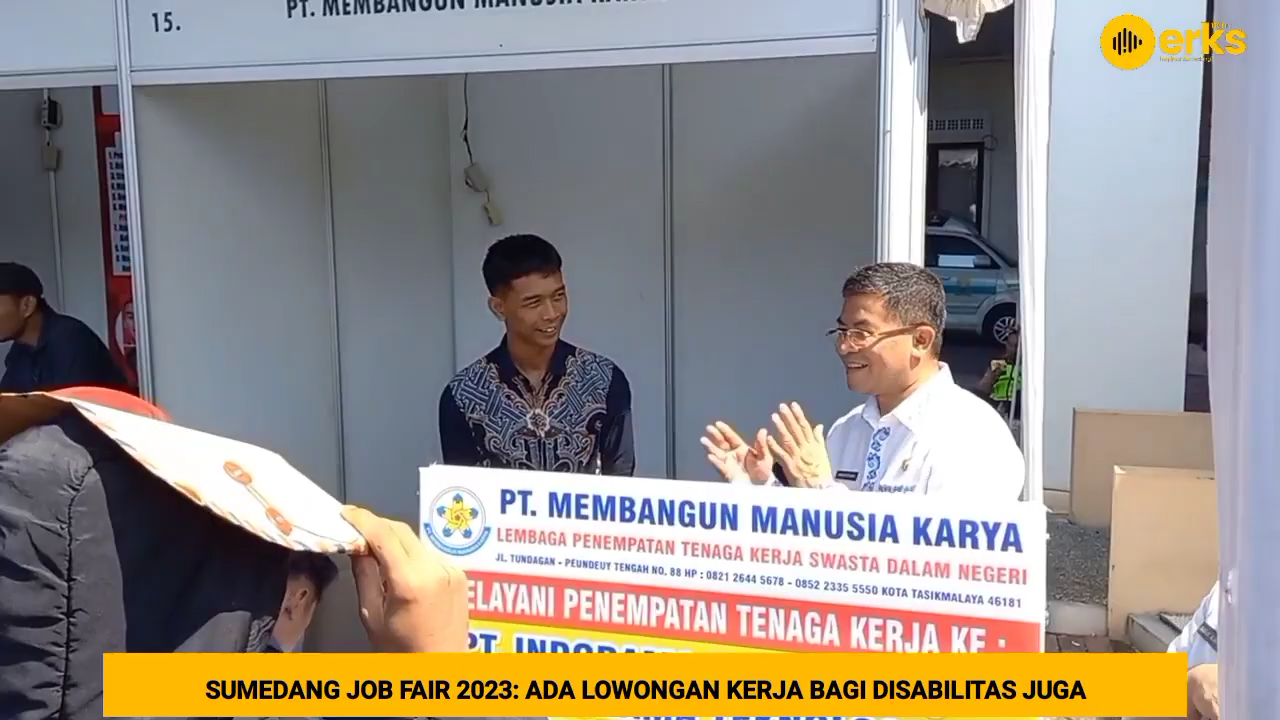 15.
PT. MEMBANGUN MANUSIA
erks
PT. MEMBANGUN MANUSIA KARYA
LEMBAGA PENEMPATAN TENAGA KERJA SWASTA DALAM NEGERI
JL. TUNDAGAN - PEUNDEUY TENGAH NO. 88 HP : 0821 2644 5678 - 0852 2335 5550 KOTA TASIKMALAYA 46181
ELAYANI PENEMPATAN TENAGA KERJA KE :
PT.
SUMEDANG JOB FAIR 2023: ADA LOWONGAN KERJA BAGI DISABILITAS JUGA